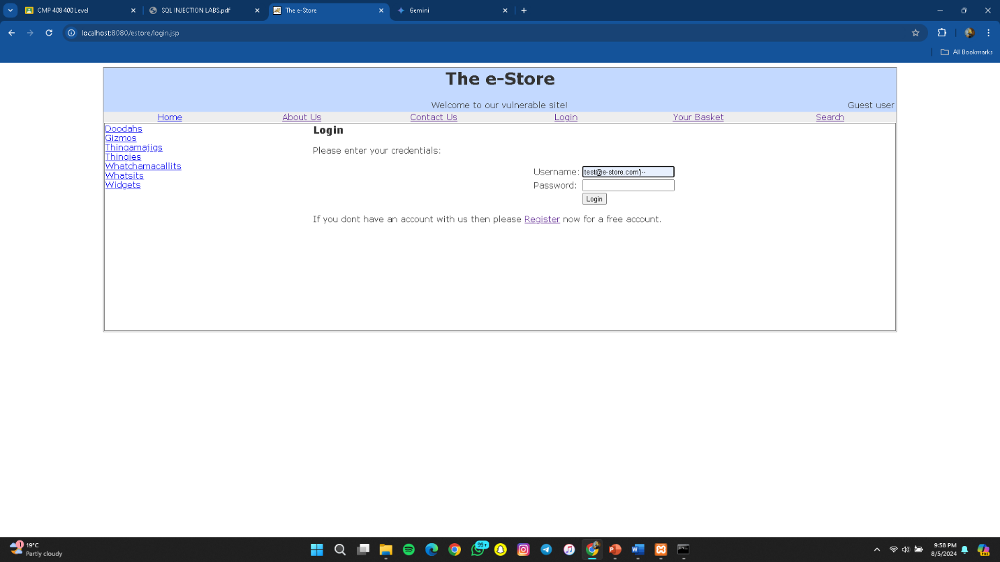 CMP 408 400 Level
SQL INJECTION LABS.pdf
The e-Store
Gemini
localhost:8080/estore/login.jsp
All Bookmarks
The e-Store
Welcome to our vulnerable site!
Guest user
Home About Us Contact Us Login Your Basket Search
Doodahs
Gizmos
Thingamajigs
Thingies
Whatchamacallits
Whatsits
Widgets
Login
Please enter your credentials:
Username: test@e-store.com')--
Password:
Login
If you dont have an account with us then please Register now for a free account.
1
19°C
Partly cloudy
99+
9:58 PM
8/5/2024